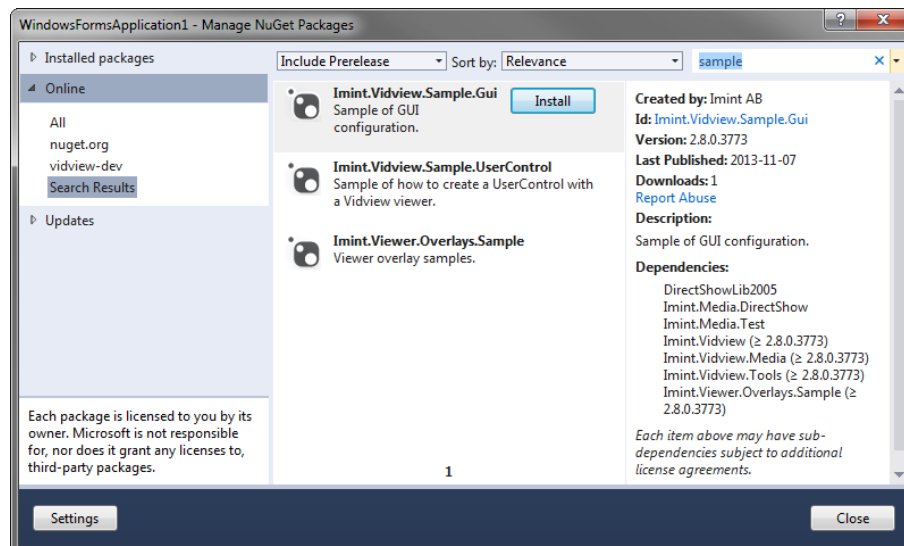 WindowsFormsApplication1 - Manage NuGet Packages
Installed packages
Online
All
nuget.org
vidview-dev
Search Results
Updates
Each package is licensed to you by its
owner. Microsoft is not responsible
for, nor does it grant any licenses to,
third-party packages.
Include Prerelease
Sort by: Relevance
sample
Imint.Vidview.Sample.Gui
Sample of GUI
configuration.
Install
Imint.Vidview.Sample.UserControl
Sample of how to create a UserControl with
a Vidview viewer.
Imint.Viewer.Overlays.Sample
Viewer overlay samples.
1
Created by: Imint AB
Id: Imint.Vidview.Sample.Gui
Version: 2.8.0.3773
Last Published: 2013-11-07
Downloads: 1
Report Abuse
Description:
Sample of GUI configuration.
Dependencies:
DirectShowLib2005
Imint.Media.DirectShow
Imint.Media.Test
Imint.Vidview (≥ 2.8.0.3773)
Imint.Vidview.Media (≥ 2.8.0.3773)
Imint.Vidview.Tools (≥ 2.8.0.3773)
Imint.Viewer.Overlays.Sample (≥
2.8.0.3773)
Each item above may have sub-
dependencies subject to additional
license agreements.
Settings
Close